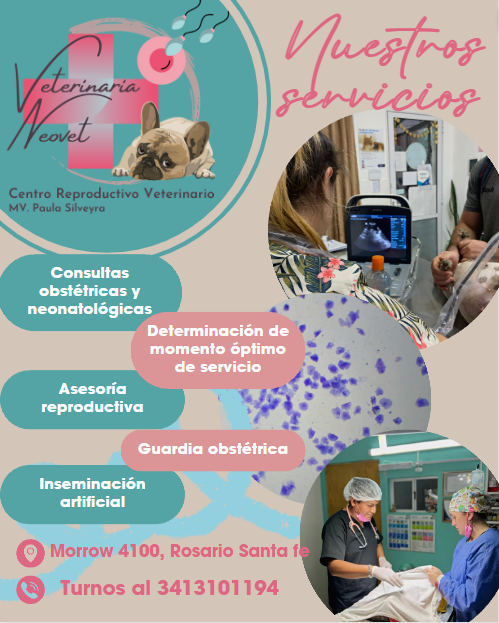 Nuestros
servicios
Veterinaria
Neovet
Centro Reproductivo Veterinario
MV. Paula Silveyra
Consultas
obstétricas y
neonatológicas
Determinación de
momento óptimo
de servicio
Asesoría
reproductiva
Guardia obstétrica
Inseminación
artificial
Morrow 4100, Rosario Santa fe
Turnos al 3413101194